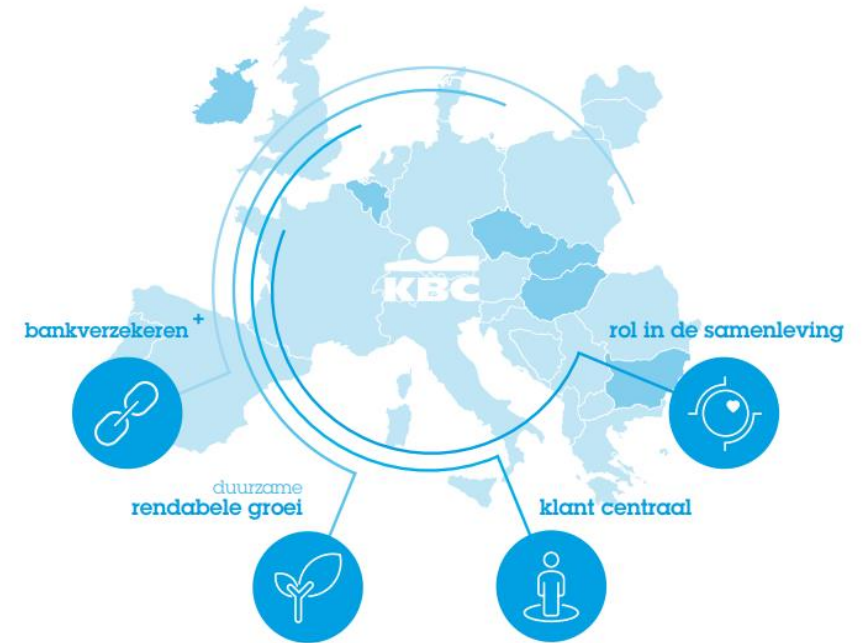 KBC
bankverzekeren+
rol in de samenleving
duurzame
rendabele groei
klant centraal